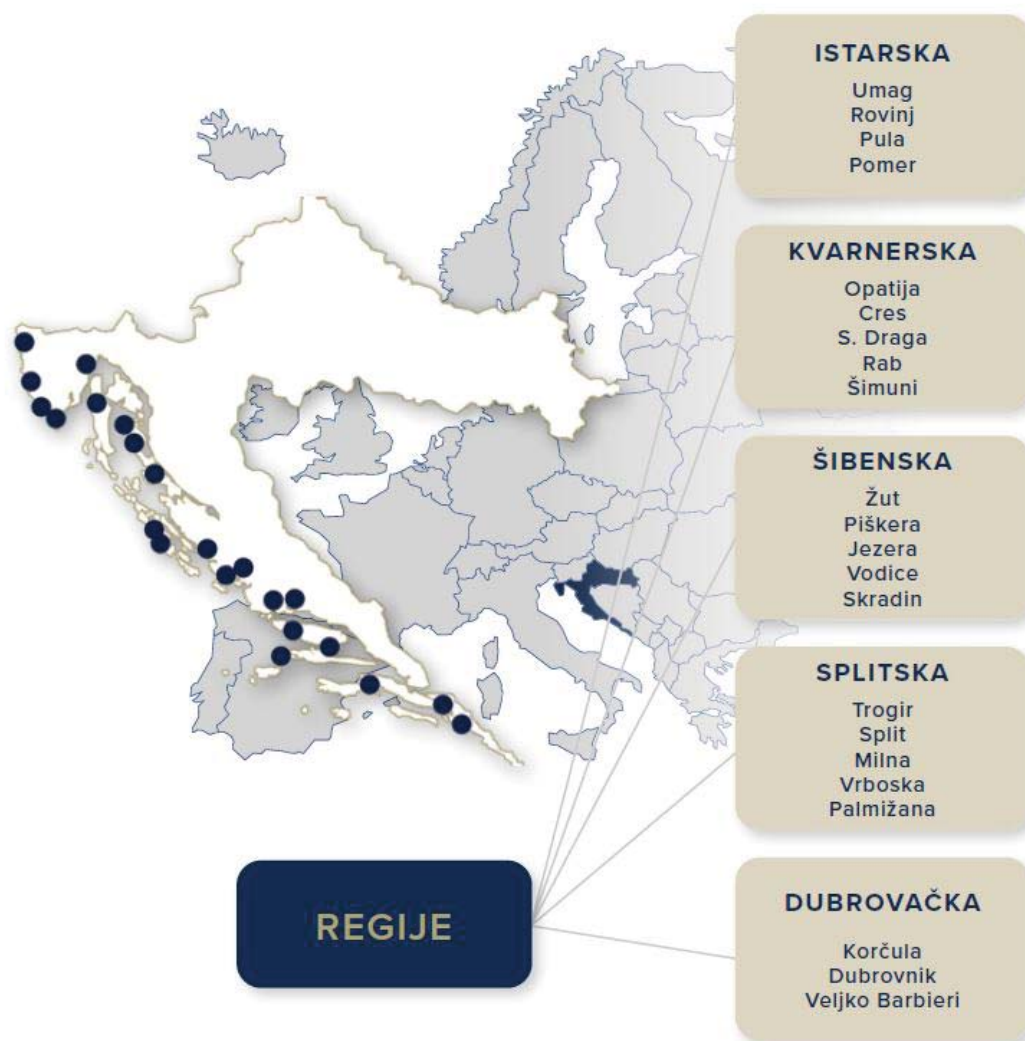 ISTARSKA
Umag
Rovinj
Pula
Pomer
KVARNERSKA
Opatija
Cres
S. Draga
Rab
Šimuni
ŠIBENSKA
Žut
Piškera
Jezera
Vodice
Skradin
SPLITSKA
Trogir
Split
Milna
Vrboska
Palmižana
DUBROVAČKA
Korčula
Dubrovnik
Veljko Barbieri
REGIJE